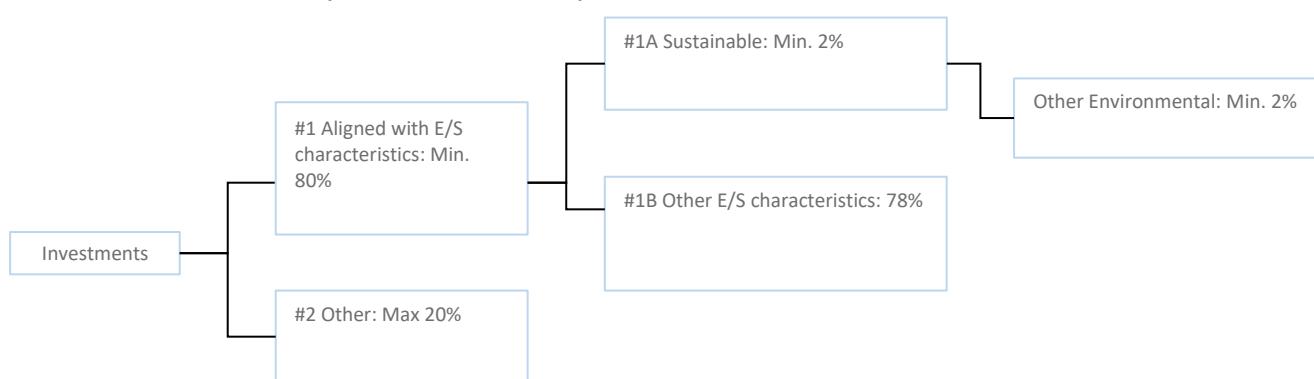 #1A Sustainable: Min. 2%
Other Environmental: Min. 2%
#1 Aligned with E/S
characteristics: Min.
80%
#1B Other E/S characteristics: 78%
Investments
#2 Other: Max 20%